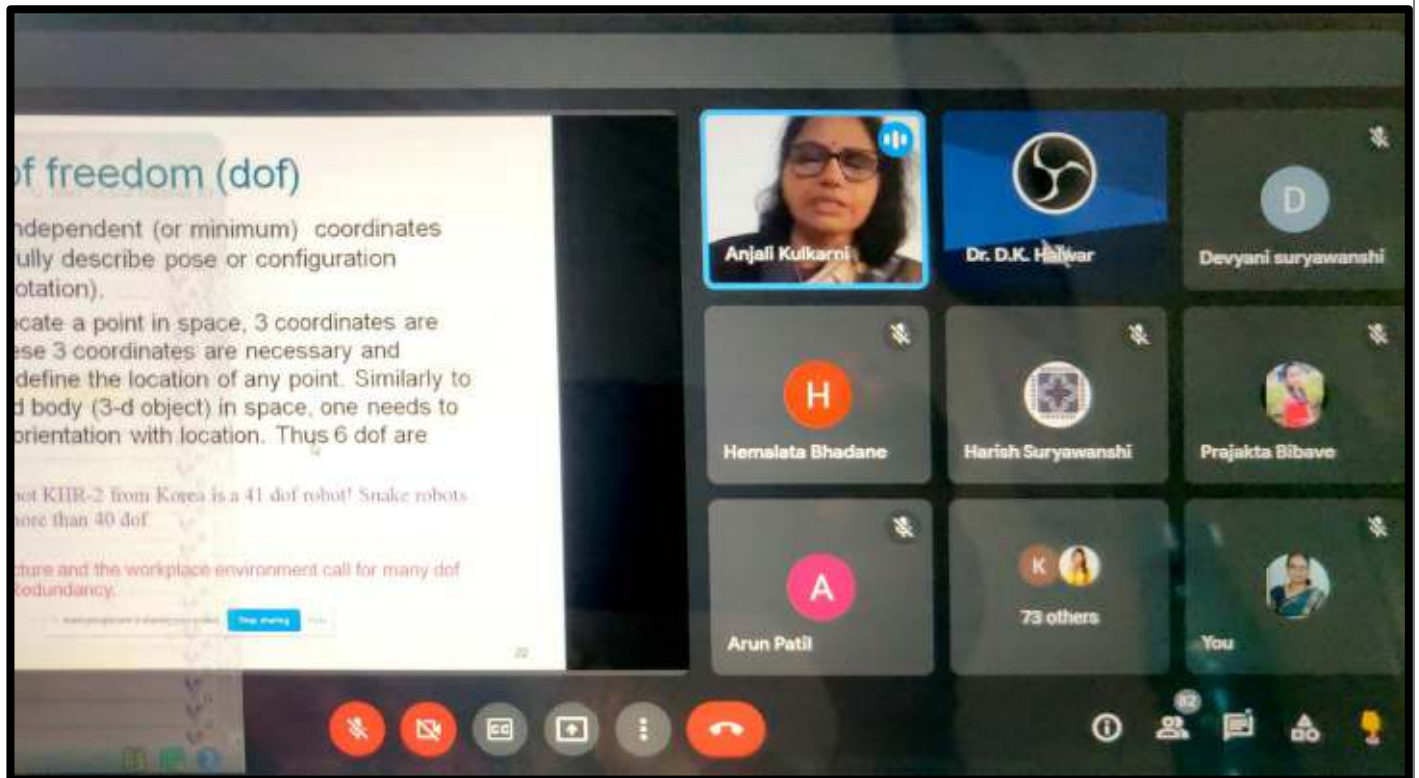 of freedom (dof)
ndependent (or minimum) coordinates
fully describe pose or configuration
otation).
ocate a point in space, 3 coordinates are
ese 3 coordinates are necessary and
define the location of any point. Similarly to
d body (3-d object) in space, one needs to
orientation with location. Thus 6 dof are
ot KHR-2 from Korea is a 41 dof robot! Snake robots
more than 40 dof
cture and the workplace environment call for many dof
Redundancy.
Stop sharing
22
Anjali Kulkarni
Dr. D.K. Halwar
D
Devyani suryawanshi
H
Hemalata Bhadane
Harish Suryawanshi
Prajakta Bibave
A
Arun Patil
K
73 others
You
CC
82